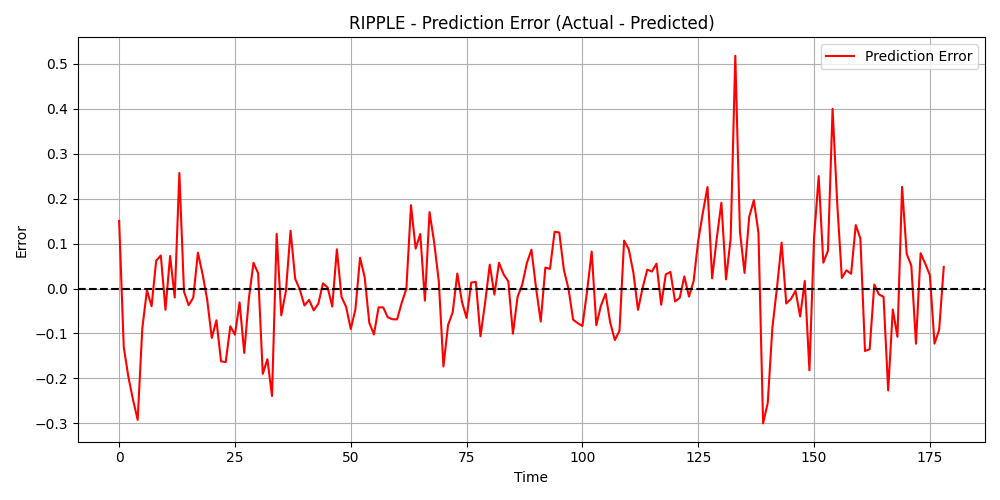 RIPPLE - Prediction Error (Actual - Predicted)
Prediction Error
0.5
0.4
0.3
0.2
0.1
0.0
−0.1
−0.2
−0.3
Error
0 25 50 75 100 125 150 175
Time